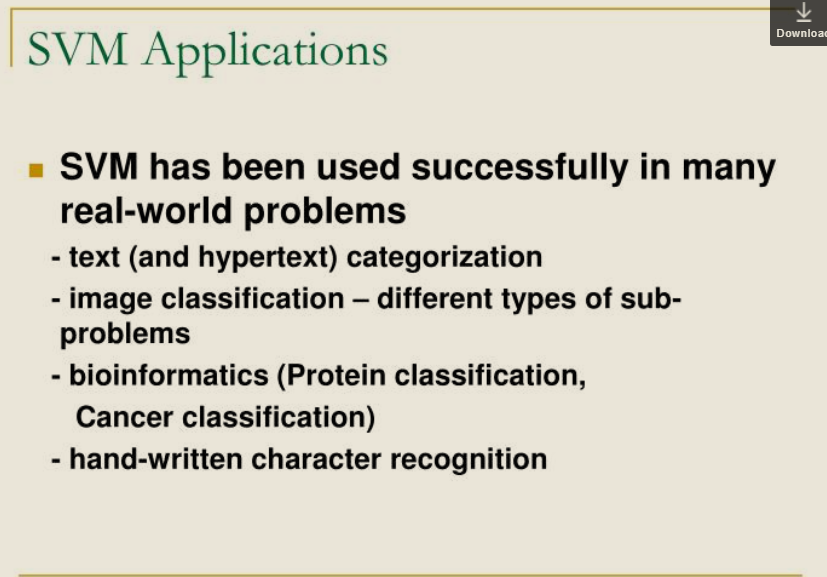 Download
SVM Applications
SVM has been used successfully in many
real-world problems
- text (and hypertext) categorization
- image classification – different types of sub-
problems
- bioinformatics (Protein classification,
Cancer classification)
- hand-written character recognition